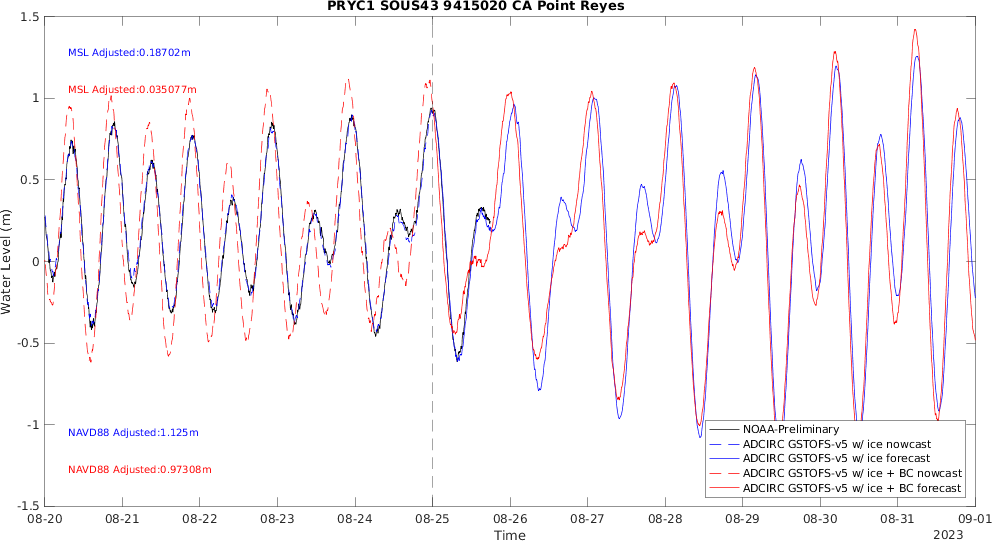 PRYC1 SOUS43 9415020 CA Point Reyes
Water Level (m)
1.5
1
0.5
0
-0.5
-1
-1.5
MSL Adjusted:0.18702m
MSL Adjusted:0.035077m
NAVD88 Adjusted:1.125m
NAVD88 Adjusted:0.97308m
NOAA-Preliminary
ADCIRC GSTOFS-v5 w/ ice nowcast
ADCIRC GSTOFS-v5 w/ ice forecast
ADCIRC GSTOFS-v5 w/ ice + BC nowcast
ADCIRC GSTOFS-v5 w/ ice + BC forecast
08-20 08-21 08-22 08-23 08-24 08-25 08-26 08-27 08-28 08-29 08-30 08-31 09-01
Time
2023